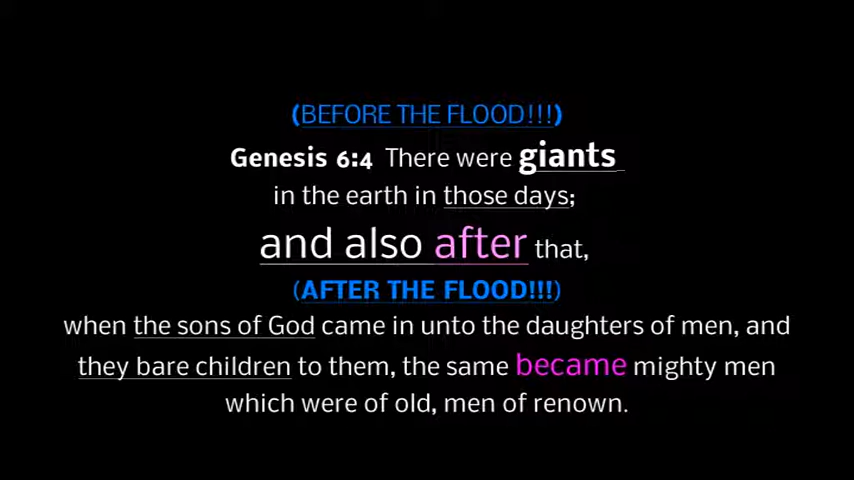 (BEFORE THE FLOOD!!!)
Genesis 6:4 There were giants
in the earth in those days;
and also after that,
(AFTER THE FLOOD!!!)
when the sons of God came in unto the daughters of men, and
they bare children to them, the same became mighty men
which were of old, men of renown.